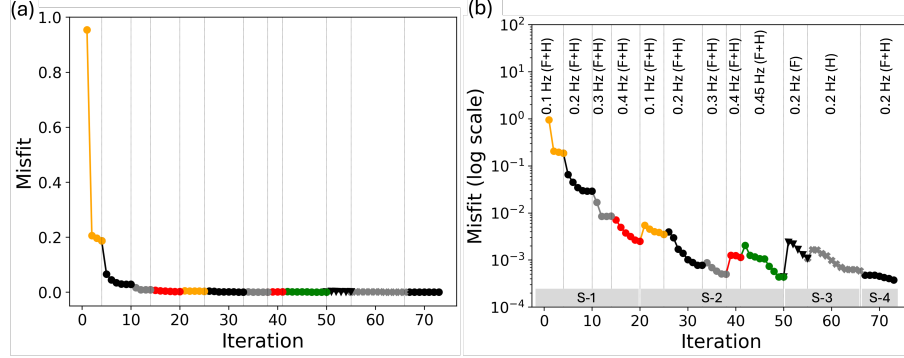 (a)
1.0
0.8
0.6
0.4
0.2
0.0
Misfit
0 10 20 30 40 50 60 70
Iteration
(b)
10² 
10¹
10⁰
10⁻¹
10⁻²
10⁻³
10⁻⁴
Misfit (log scale)
0.1 Hz (F+H)
0.2 Hz (F+H)
0.3 Hz (F+H)
0.4 Hz (F+H)
0.1 Hz (F+H)
0.2 Hz (F+H)
0.3 Hz (F+H)
0.4 Hz (F+H)
0.45 Hz (F+H)
0.2 Hz (F)
0.2 Hz (H)
0.2 Hz (F+H)
S-1 S-2 S-3 S-4
0 10 20 30 40 50 60 70
Iteration